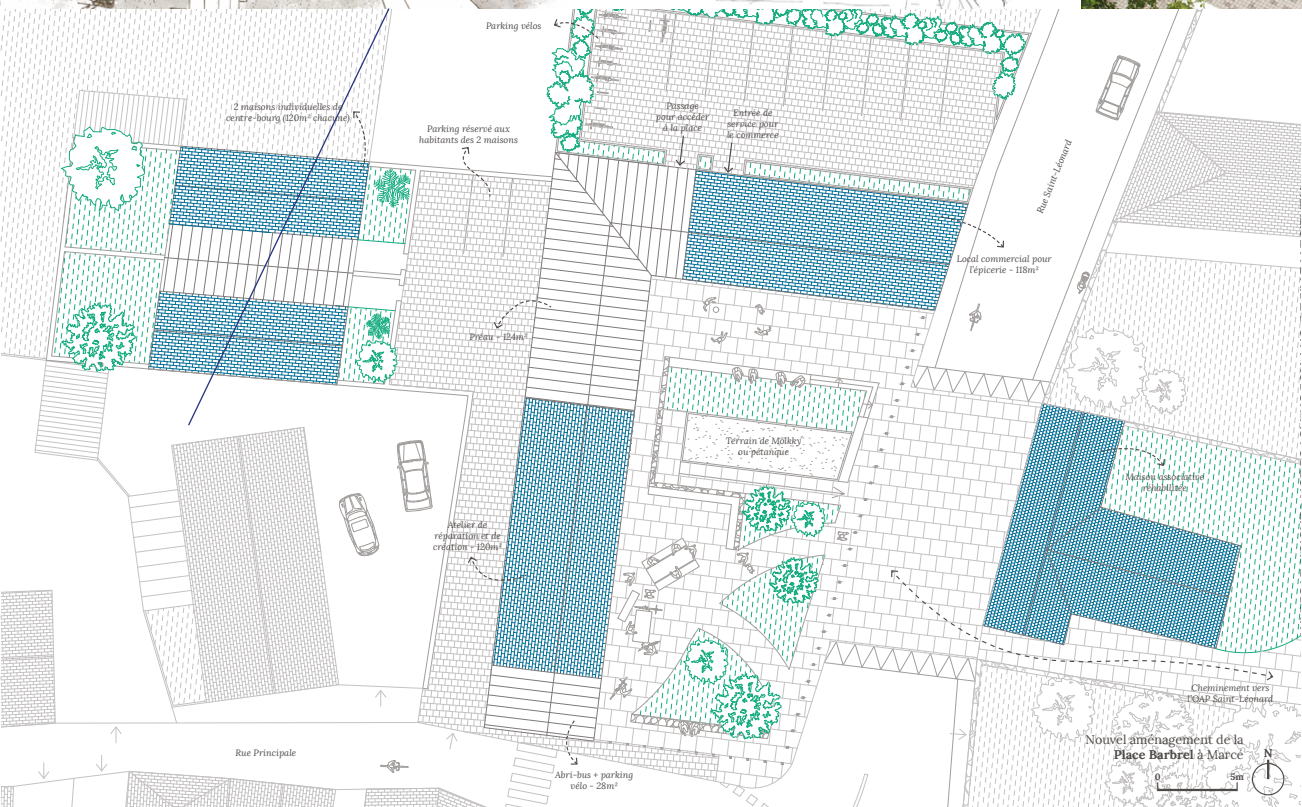 Parking vélos
2 maisons individuelles de
centre-bourg (120m² chacune)
Parking réservé aux
habitants des 2 maisons
Passage
pour accéder
à la place
Entrée de
service pour
le commerce
Rue Saint-Léonard
Local commercial pour
l'épicerie - 118m²
Préau - 124m²
Terrain de Mölkky
ou pétanque
Maison associative
réhabilitée
Atelier de
réparation et de
création - 120m²
Cheminement vers
l'OAP Saint-Léonard
Rue Principale
Abri-bus + parking
vélo - 28m²
Nouvel aménagement de la
Place Barbrel à Marcé
0 5m
N